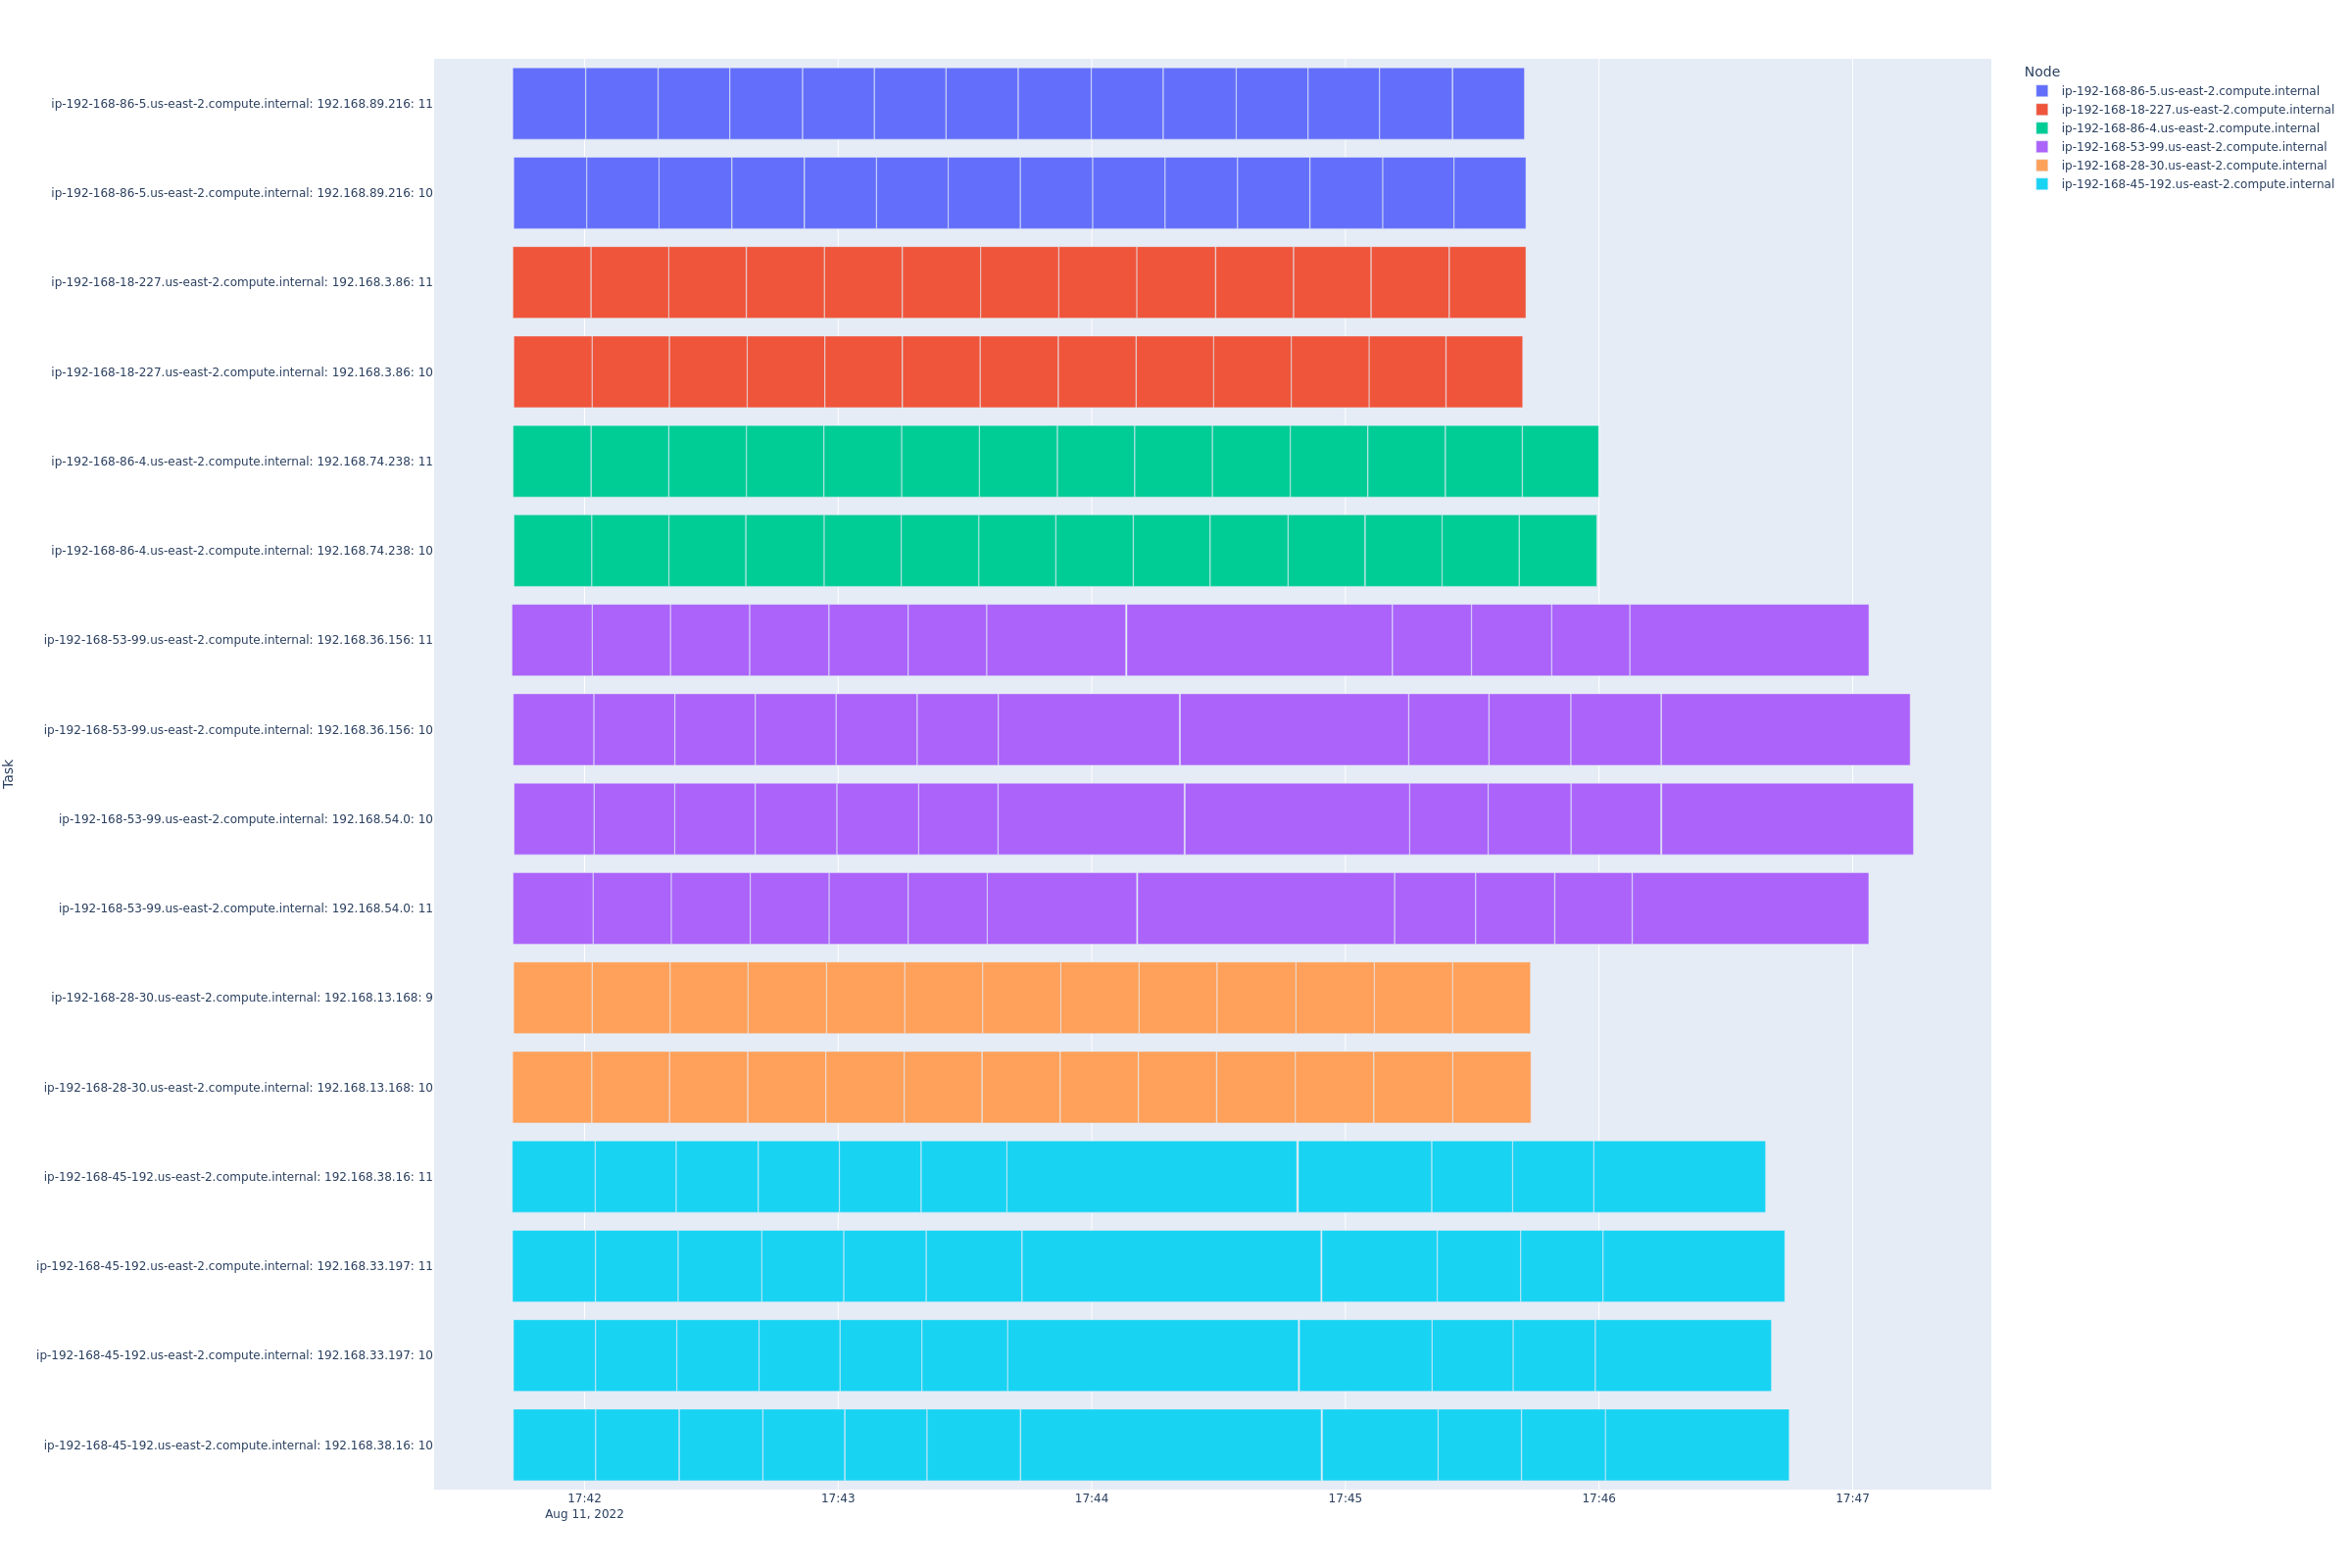 Node
ip-192-168-86-5.us-east-2.compute.internal
ip-192-168-18-227.us-east-2.compute.internal
ip-192-168-86-4.us-east-2.compute.internal
ip-192-168-53-99.us-east-2.compute.internal
ip-192-168-28-30.us-east-2.compute.internal
ip-192-168-45-192.us-east-2.compute.internal
Task
ip-192-168-86-5.us-east-2.compute.internal: 192.168.89.216: 11
ip-192-168-86-5.us-east-2.compute.internal: 192.168.89.216: 10
ip-192-168-18-227.us-east-2.compute.internal: 192.168.3.86: 11
ip-192-168-18-227.us-east-2.compute.internal: 192.168.3.86: 10
ip-192-168-86-4.us-east-2.compute.internal: 192.168.74.238: 11
ip-192-168-86-4.us-east-2.compute.internal: 192.168.74.238: 10
ip-192-168-53-99.us-east-2.compute.internal: 192.168.36.156: 11
ip-192-168-53-99.us-east-2.compute.internal: 192.168.36.156: 10
ip-192-168-53-99.us-east-2.compute.internal: 192.168.54.0: 10
ip-192-168-53-99.us-east-2.compute.internal: 192.168.54.0: 11
ip-192-168-28-30.us-east-2.compute.internal: 192.168.13.168: 9
ip-192-168-28-30.us-east-2.compute.internal: 192.168.13.168: 10
ip-192-168-45-192.us-east-2.compute.internal: 192.168.38.16: 11
ip-192-168-45-192.us-east-2.compute.internal: 192.168.33.197: 11
ip-192-168-45-192.us-east-2.compute.internal: 192.168.33.197: 10
ip-192-168-45-192.us-east-2.compute.internal: 192.168.38.16: 10
17:42 17:43 17:44 17:45 17:46 17:47
Aug 11, 2022